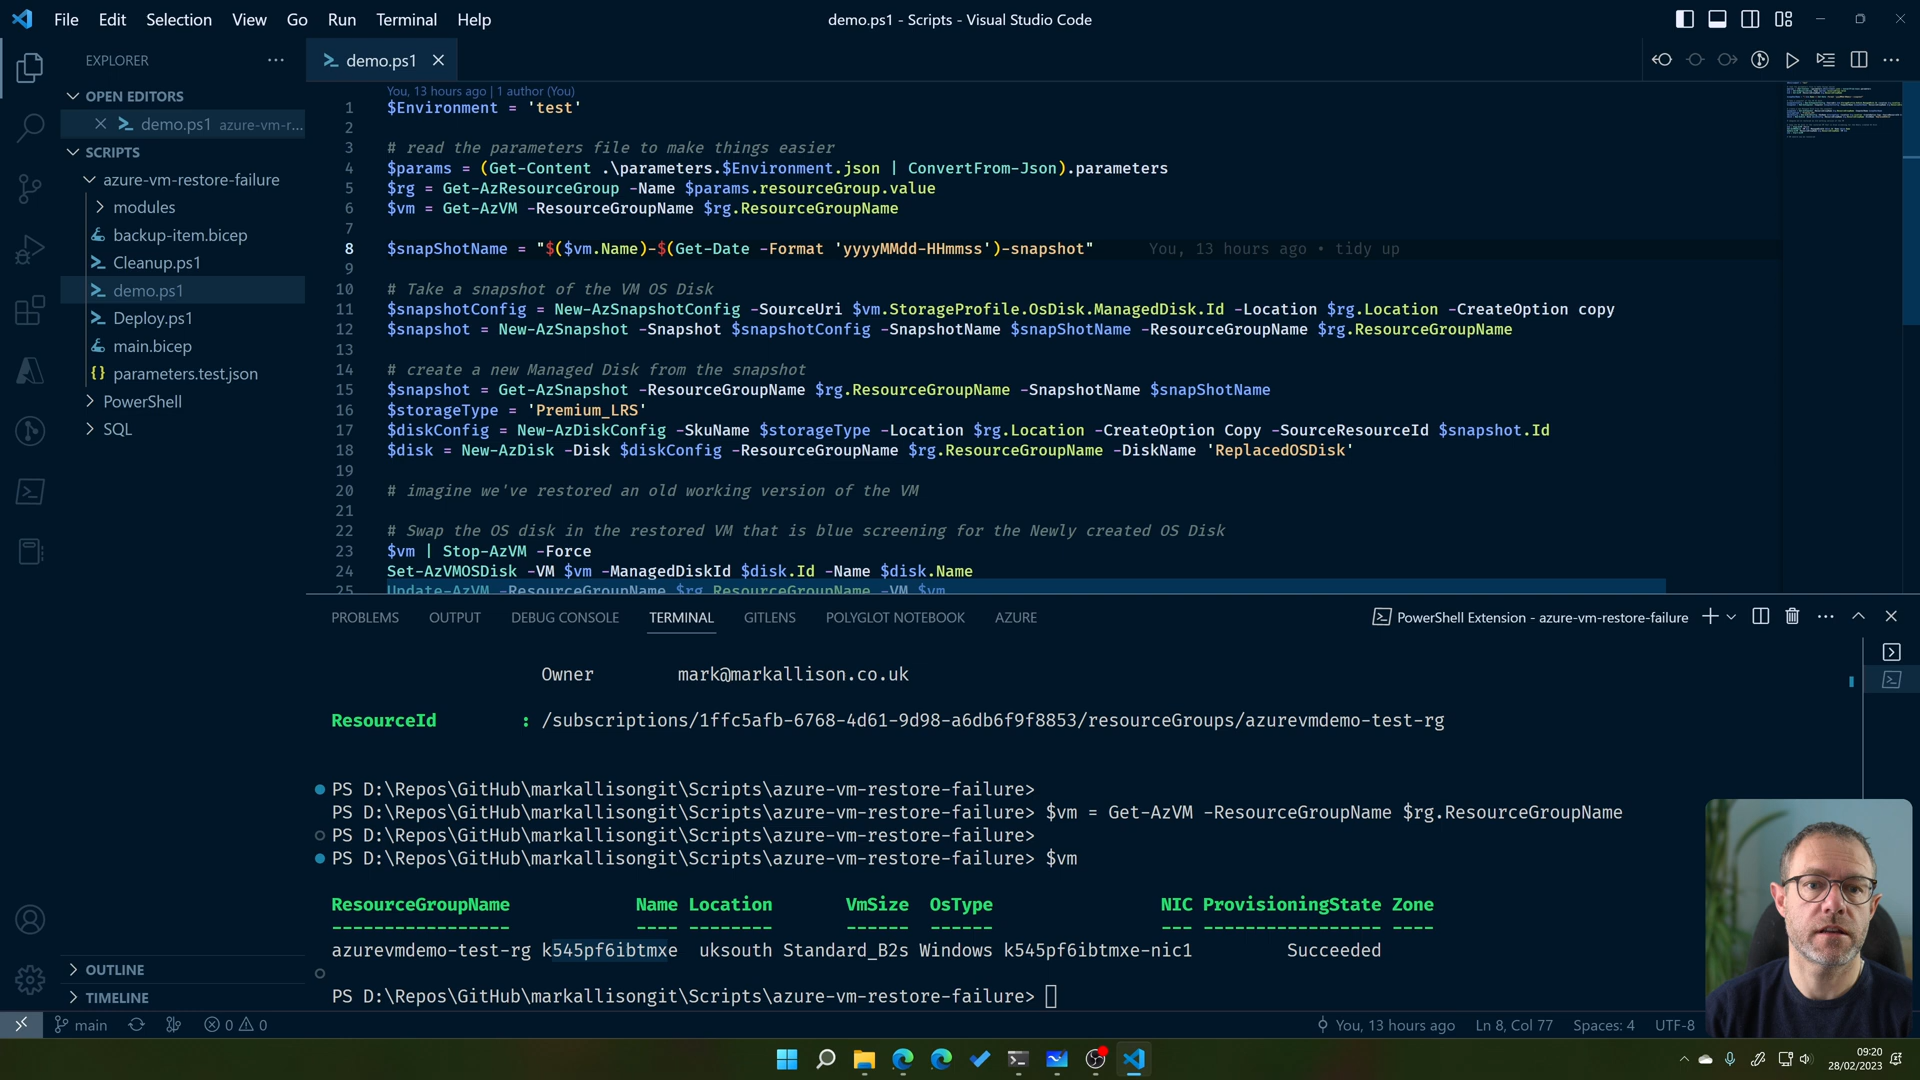 File Edit Selection View Go Run Terminal Help
demo.ps1 - Scripts - Visual Studio Code
EXPLORER
OPEN EDITORS
demo.ps1 azure-vm-r...
SCRIPTS
azure-vm-restore-failure
modules
backup-item.bicep
Cleanup.ps1
demo.ps1
Deploy.ps1
main.bicep
parameters.test.json
PowerShell
SQL
OUTLINE
TIMELINE
demo.ps1
You, 13 hours ago | 1 author (You)
1 $Environment = 'test'
2
3 # read the parameters file to make things easier
4 $params = (Get-Content .\parameters.$Environment.json | ConvertFrom-Json).parameters
5 $rg = Get-AzResourceGroup -Name $params.resourceGroup.value
6 $vm = Get-AzVM -ResourceGroupName $rg.ResourceGroupName
7
8 $snapShotName = "$($vm.Name)-$(Get-Date -Format 'yyyyMMdd-HHmmss')-snapshot" You, 13 hours ago • tidy up
9
10 # Take a snapshot of the VM OS Disk
11 $snapshotConfig = New-AzSnapshotConfig -SourceUri $vm.StorageProfile.OsDisk.ManagedDisk.Id -Location $rg.Location -CreateOption copy
12 $snapshot = New-AzSnapshot -Snapshot $snapshotConfig -SnapshotName $snapShotName -ResourceGroupName $rg.ResourceGroupName
13
14 # create a new Managed Disk from the snapshot
15 $snapshot = Get-AzSnapshot -ResourceGroupName $rg.ResourceGroupName -SnapshotName $snapShotName
16 $storageType = 'Premium_LRS'
17 $diskConfig = New-AzDiskConfig -SkuName $storageType -Location $rg.Location -CreateOption Copy -SourceResourceId $snapshot.Id
18 $disk = New-AzDisk -Disk $diskConfig -ResourceGroupName $rg.ResourceGroupName -DiskName 'ReplacedOSDisk'
19
20 # imagine we've restored an old working version of the VM
21
22 # Swap the OS disk in the restored VM that is blue screening for the Newly created OS Disk
23 $vm | Stop-AzVM -Force
24 Set-AzVMOSDisk -VM $vm -ManagedDiskId $disk.Id -Name $disk.Name
25 Update-AzVM -ResourceGroupName $rg.ResourceGroupName -VM $vm
PROBLEMS OUTPUT DEBUG CONSOLE TERMINAL GITLENS POLYGLOT NOTEBOOK AZURE
PowerShell Extension - azure-vm-restore-failure
Owner mark@markallison.co.uk
ResourceId : /subscriptions/1ffc5afb-6768-4d61-9d98-a6db6f9f8853/resourceGroups/azurevmdemo-test-rg
PS D:\Repos\GitHub\markallisongit\Scripts\azure-vm-restore-failure>
PS D:\Repos\GitHub\markallisongit\Scripts\azure-vm-restore-failure> $vm = Get-AzVM -ResourceGroupName $rg.ResourceGroupName
PS D:\Repos\GitHub\markallisongit\Scripts\azure-vm-restore-failure>
PS D:\Repos\GitHub\markallisongit\Scripts\azure-vm-restore-failure> $vm
ResourceGroupName Name Location VmSize OsType NIC ProvisioningState Zone
----------------- ---- -------- ------ ------ --- ----------------- ----
azurevmdemo-test-rg k545pf6ibtmxe uksouth Standard_B2s Windows k545pf6ibtmxe-nic1 Succeeded
PS D:\Repos\GitHub\markallisongit\Scripts\azure-vm-restore-failure>
main 0 0
You, 13 hours ago Ln 8, Col 77 Spaces: 4 UTF-8
09:20
28/02/2023